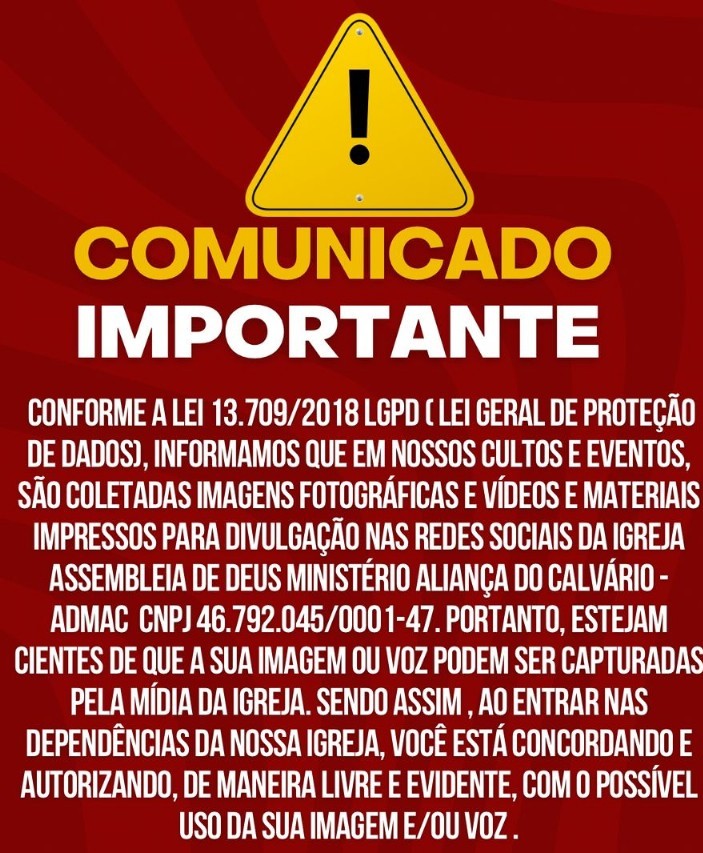 !
COMUNICADO
IMPORTANTE
CONFORME A LEI 13.709/2018 LGPD ( LEI GERAL DE PROTEÇÃO
DE DADOS), INFORMAMOS QUE EM NOSSOS CULTOS E EVENTOS,
SÃO COLETADAS IMAGENS FOTOGRÁFICAS E VÍDEOS E MATERIAIS
IMPRESSOS PARA DIVULGAÇÃO NAS REDES SOCIAIS DA IGREJA
ASSEMBLEIA DE DEUS MINISTÉRIO ALIANÇA DO CALVÁRIO -
ADMAC CNPJ 46.792.045/0001-47. PORTANTO, ESTEJAM
CIENTES DE QUE A SUA IMAGEM OU VOZ PODEM SER CAPTURADAS
PELA MÍDIA DA IGREJA. SENDO ASSIM , AO ENTRAR NAS
DEPENDÊNCIAS DA NOSSA IGREJA, VOCÊ ESTÁ CONCORDANDO E
AUTORIZANDO, DE MANEIRA LIVRE E EVIDENTE, COM O POSSÍVEL
USO DA SUA IMAGEM E/OU VOZ .